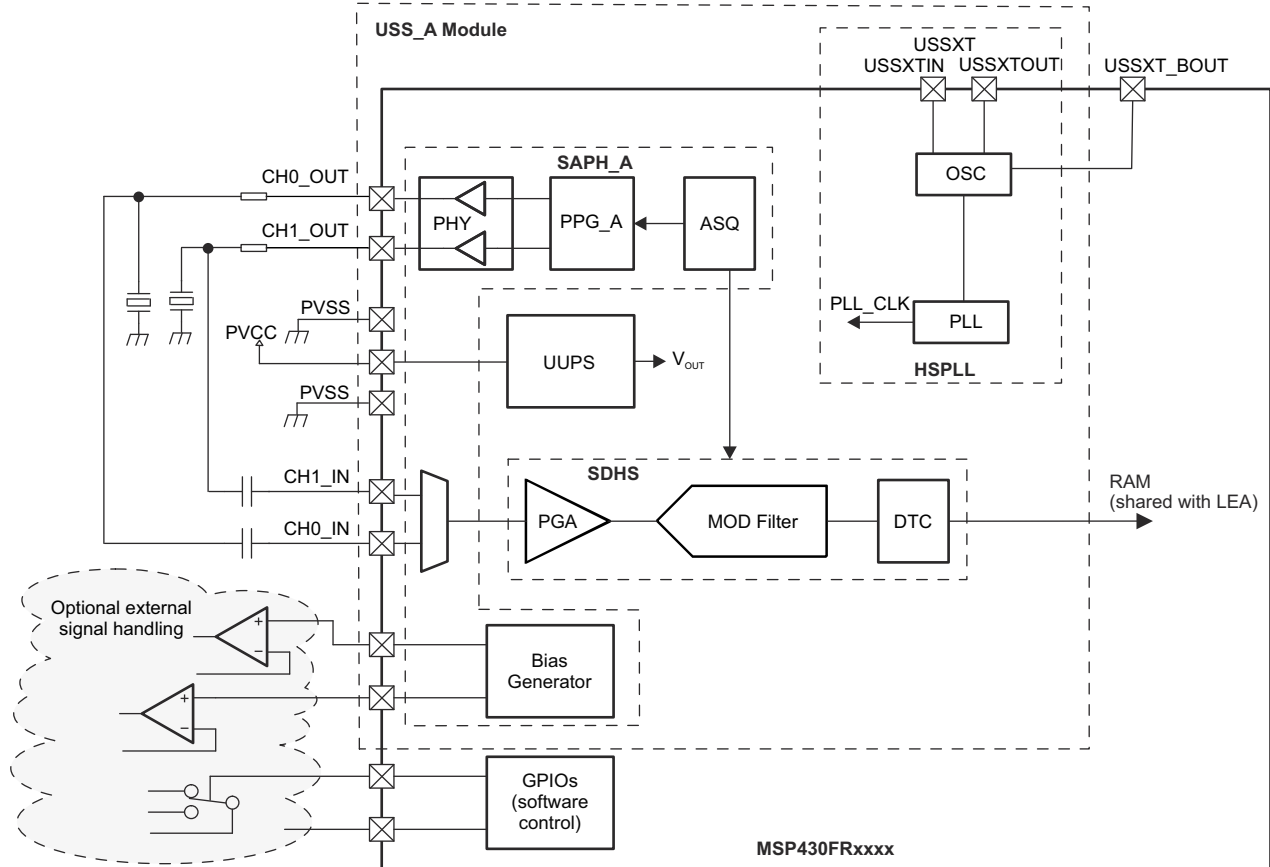 USS_A Module
USSXT
USSXTIN
USSXTOUT
USSXT_BOUT
SAPH_A
CH0_OUT
PHY
PPG_A
ASQ
OSC
CH1_OUT
PVSS
PVCC
UUPS
VOUT
PLL_CLK
PLL
HSPLL
PVSS
SDHS
CH1_IN
PGA
MOD Filter
DTC
RAM
(shared with LEA)
CH0_IN
Optional external
signal handling
+
−
Bias
Generator
+
−
GPIOs
(software
control)
MSP430FRxxxx